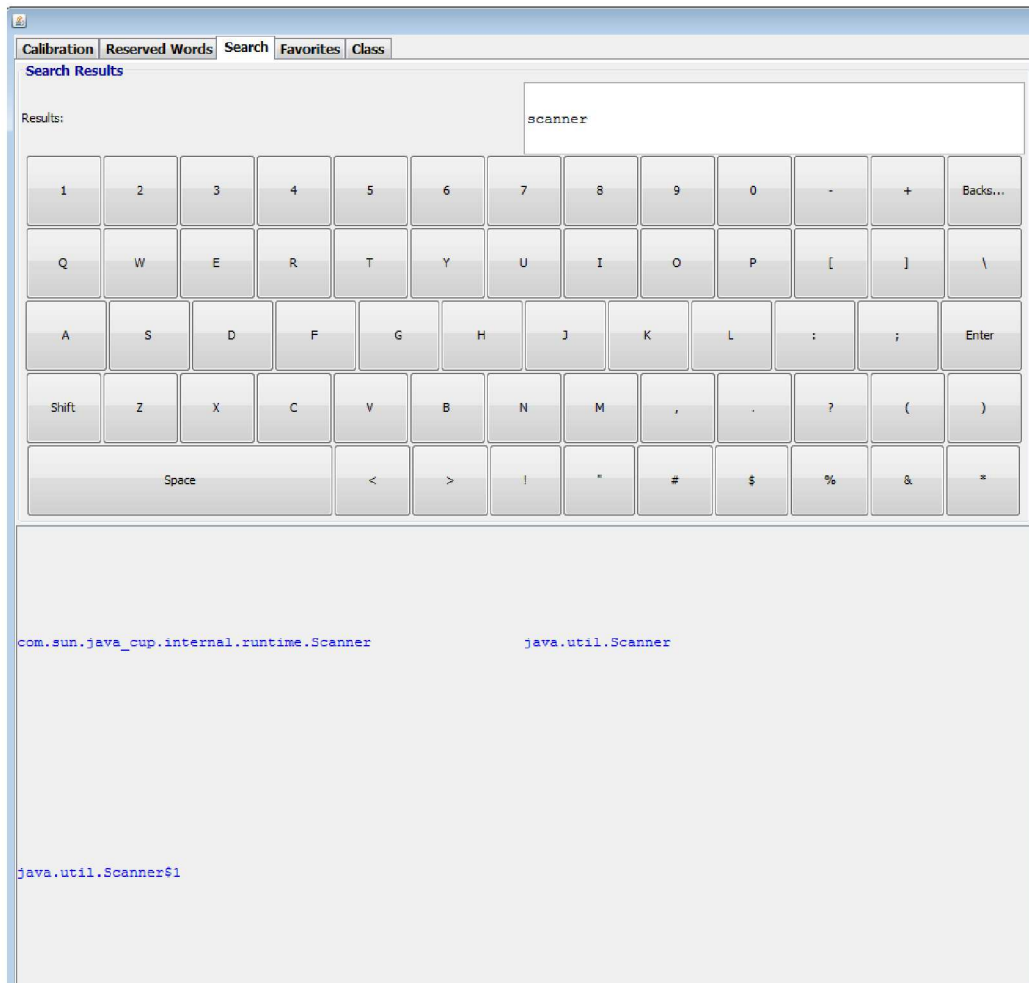 Calibration Reserved Words Search Favorites Class
Search Results
Results: scanner
1 2 3 4 5 6 7 8 9 0 - + Backs...
Q W E R T Y U I O P [ ] \
A S D F G H J K L : ; Enter
Shift Z X C V B N M , . ? ( )
Space < > ! " # $ % & *
com.sun.java_cup.internal.runtime.Scanner java.util.Scanner
java.util.Scanner$1